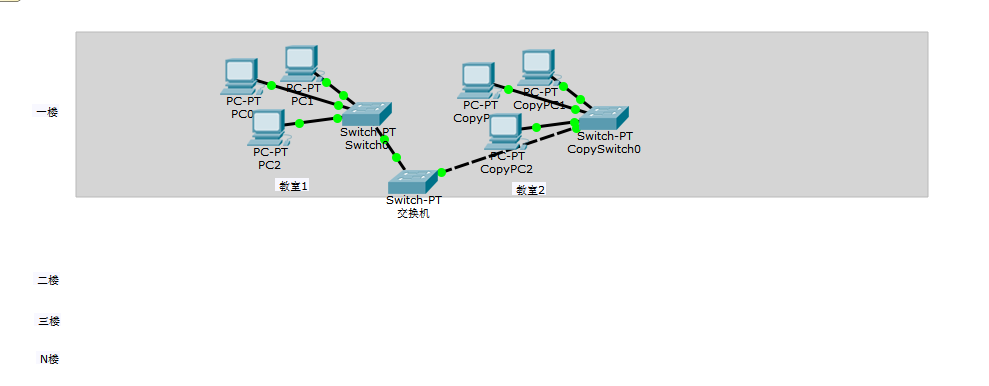 一楼
PC-PT
PC0
PC-PT
PC1
PC-PT
PC2
Switch-PT
Switch0
教室1
PC-PT
CopyP
PC-PT
CopyPC1
PC-PT
CopyPC2
Switch-PT
CopySwitch0
教室2
Switch-PT
交换机
二楼
三楼
N楼